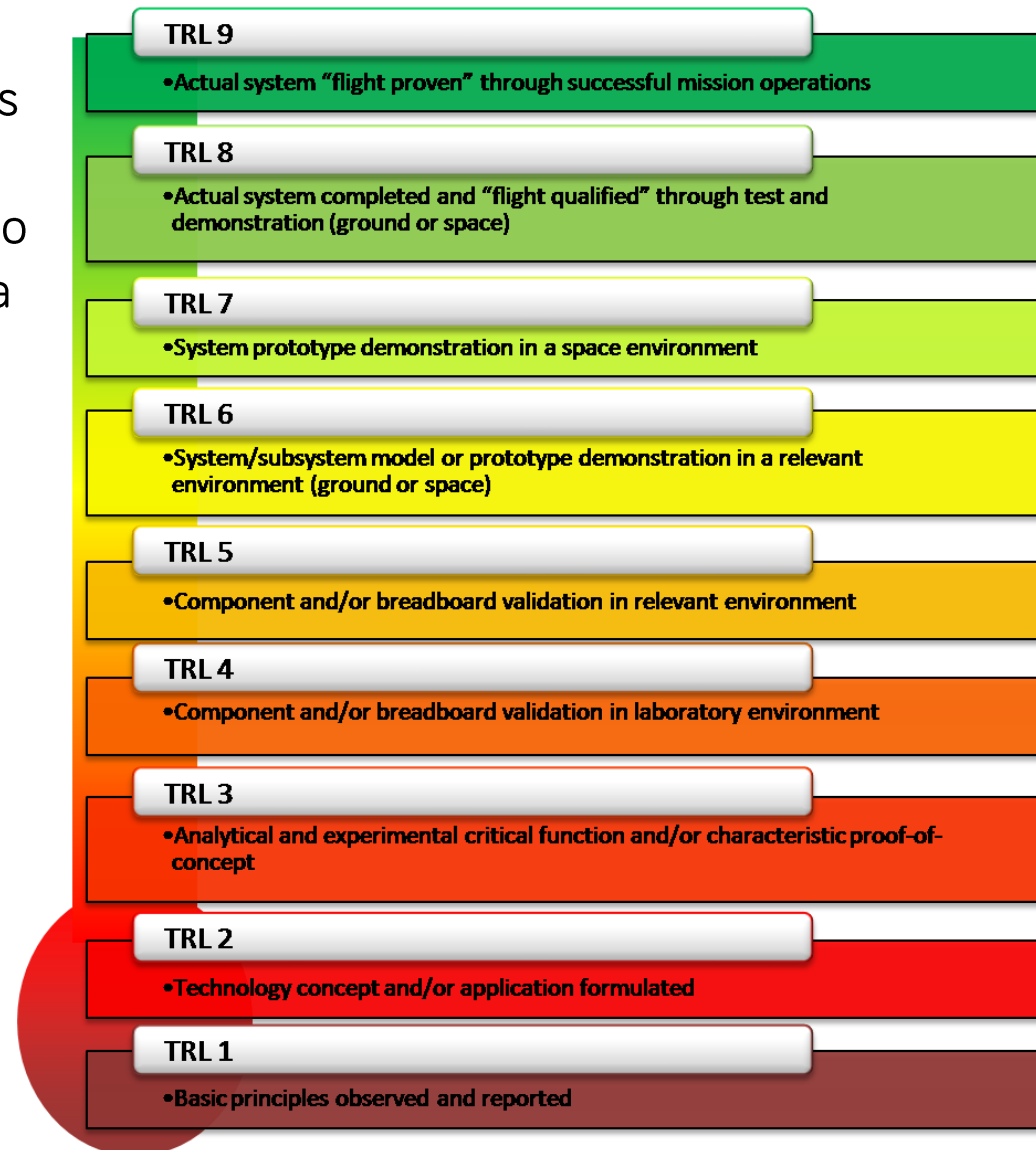 s
o
a
TRL 9
•Actual system “flight proven” through successful mission operations
TRL 8
•Actual system completed and “flight qualified” through test and
demonstration (ground or space)
TRL 7
•System prototype demonstration in a space environment
TRL 6
•System/subsystem model or prototype demonstration in a relevant
environment (ground or space)
TRL 5
•Component and/or breadboard validation in relevant environment
TRL 4
•Component and/or breadboard validation in laboratory environment
TRL 3
•Analytical and experimental critical function and/or characteristic proof-of-
concept
TRL 2
•Technology concept and/or application formulated
TRL 1
•Basic principles observed and reported